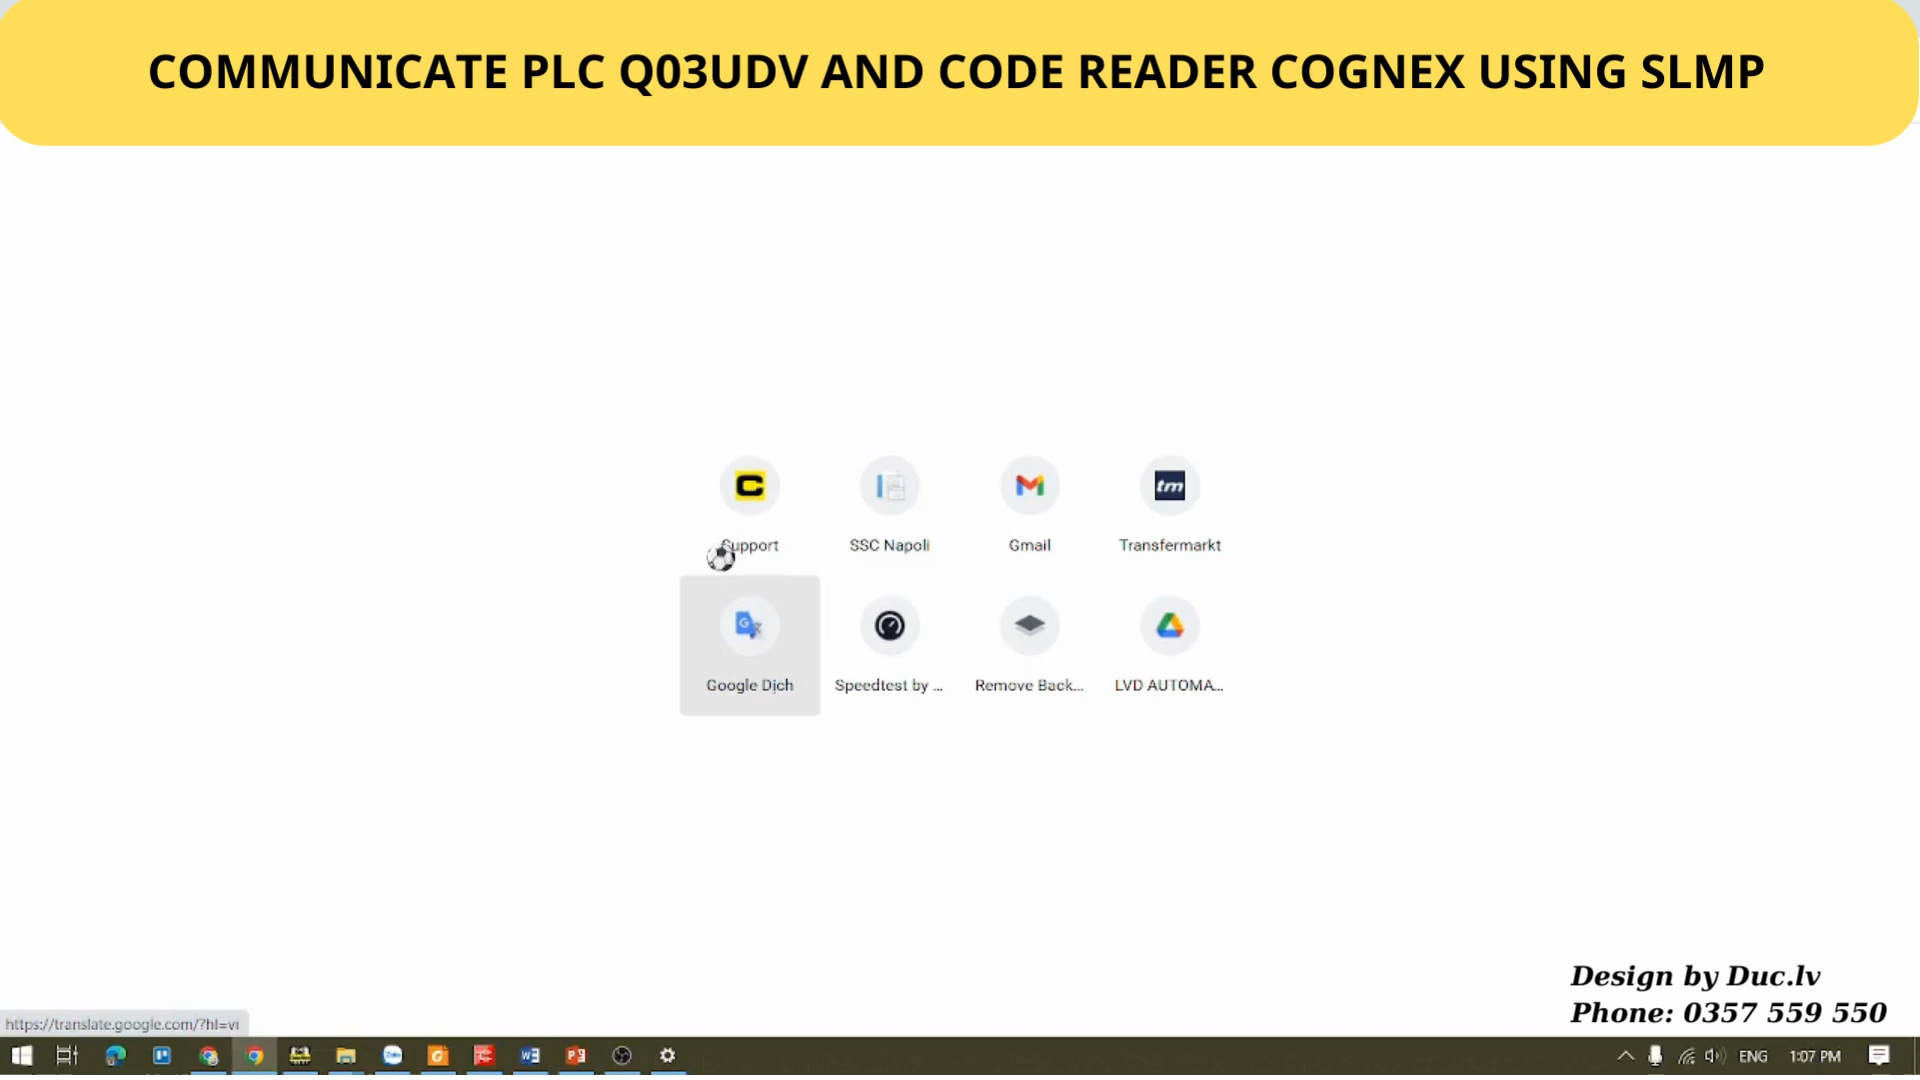 COMMUNICATE PLC Q03UDV AND CODE READER COGNEX USING SLMP
Support
SSC Napoli
Gmail
tm
Transfermarkt
Google Dịch
Speedtest by ...
Remove Back...
LVD AUTOMA...
Design by Duc.lv
Phone: 0357 559 550
https://translate.google.com/?hl=vi
ENG
1:07 PM